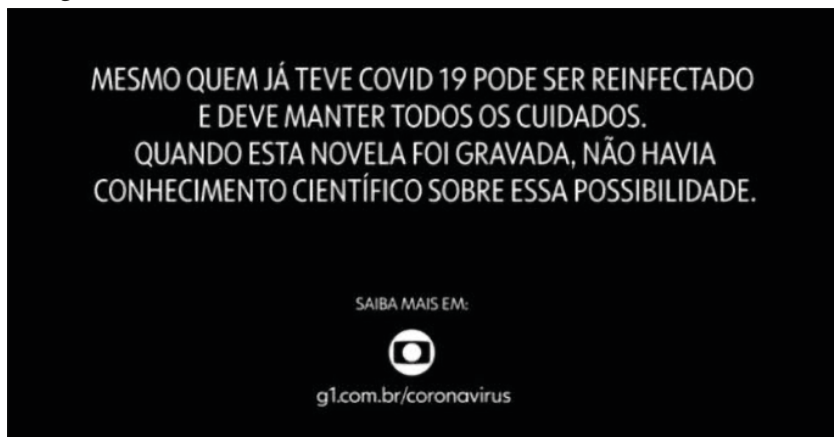 MESMO QUEM JÁ TEVE COVID 19 PODE SER REINFECTADO
E DEVE MANTER TODOS OS CUIDADOS.
QUANDO ESTA NOVELA FOI GRAVADA, NÃO HAVIA
CONHECIMENTO CIENTÍFICO SOBRE ESSA POSSIBILIDADE.
SAIBA MAIS EM:
g1.com.br/coronavirus